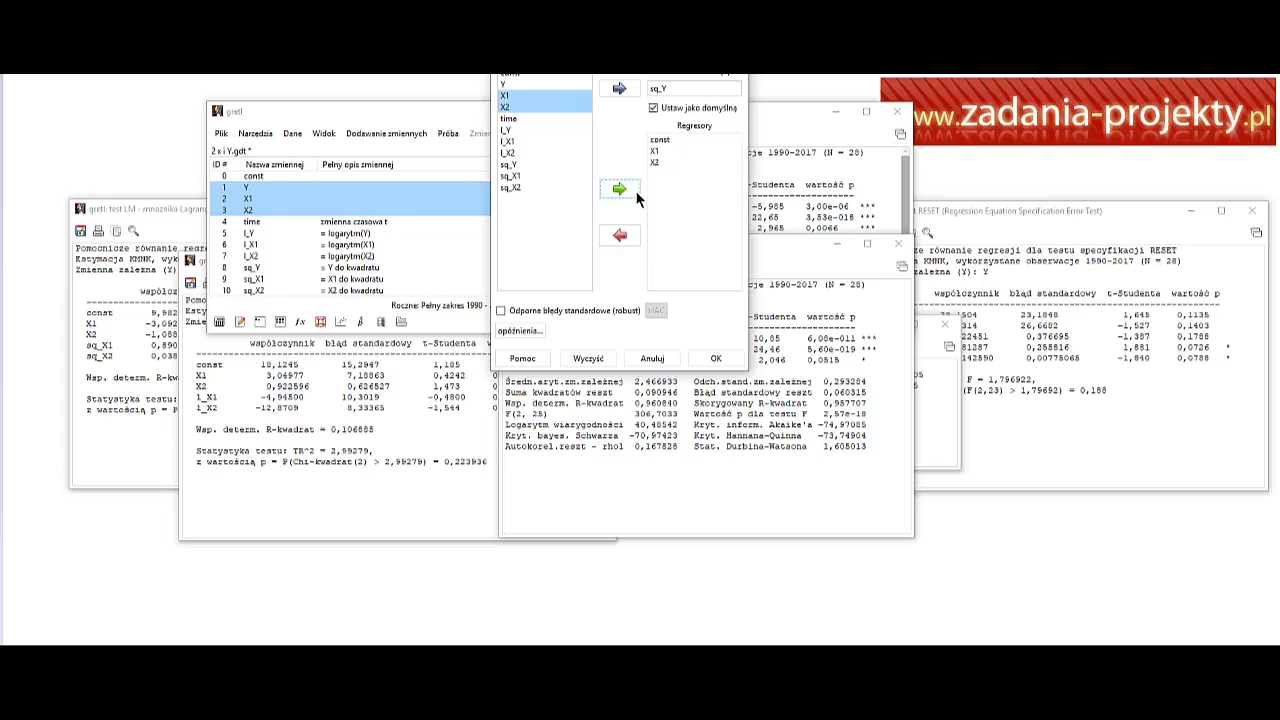 www.zadania-projekty.pl
gretl
Plik Narzędzia Dane Widok Dodawanie zmiennych Próba
2 x i Y.gdt *
ID # Nazwa zmiennej Pełny opis zmiennej
0 const
1 Y
2 X1
3 X2
4 time zmienna czasowa t
5 l_Y = logarytm(Y)
6 l_X1 = logarytm(X1)
7 l_X2 = logarytm(X2)
8 sq_Y = Y do kwadratu
9 sq_X1 = X1 do kwadratu
10 sq_X2 = X2 do kwadratu
Roczne: Pełny zakres 1990 -
Y
X1
X2
time
l_Y
l_X1
l_X2
sq_Y
sq_X1
sq_X2
sq_Y
Ustaw jako domyślną
Regresory
const
X1
X2
Odporne błędy standardowe (robust) HAC
opóźnienia...
Pomoc Wyczyść Anuluj OK
cje 1990-2017 (N = 28)
-Studenta wartość p
-5,985 3,00e-06 ***
22,65 3,53e-018 ***
2,965 0,0066
je 1990-2017 (N = 28)
-Studenta wartość p
10,85 6,08e-011 ***
24,46 5,60e-019 ***
2,046 0,0515 *
Średn.aryt.zm.zależnej 2,466933 Odch.stand.zm.zależnej 0,293284
Suma kwadratów reszt 0,090946 Błąd standardowy reszt 0,060315
Wsp. determ. R-kwadrat 0,960840 Skorygowany R-kwadrat 0,957707
F(2, 25) 306,7033 Wartość p dla testu F 2,57e-18
Logarytm wiarygodności 40,48542 Kryt. inform. Akaike'a -74,97085
Kryt. bayes. Schwarza -70,97423 Kryt. Hannana-Quinna -73,74904
Autokorel.reszt - rho1 0,167828 Stat. Durbina-Watsona 1,605013
gretl: test LM - mnożnika Lagran
Pomocnicze równanie regre
Estymacja KMNK, wyk
Zmienna zależna (Y)
współcz
const 9,982
X1 -3,092
X2 -1,088
sq_X1 0,890
sq_X2 0,038
Wsp. determ. R-k
Statystyka testu:
z wartością p = P
współczynnik błąd standardowy t-Studenta w
const 18,1245 15,2947 1,185
X1 3,04977 7,18863 0,4242
X2 0,922596 0,626527 1,473
l_X1 -4,94800 10,3019 -0,4800
l_X2 -12,8709 8,33365 -1,544
Wsp. determ. R-kwadrat = 0,106885
Statystyka testu: TR^2 = 2,99279,
z wartością p = P(Chi-kwadrat(2) > 2,99279) = 0,223936
RESET (Regression Equation Specification Error Test)
ze równanie regresji dla testu specyfikacji RESET
KMNK, wykorzystane obserwacje 1990-2017 (N = 28)
zależna (Y): Y
współczynnik błąd standardowy t-Studenta wartość p
23,1848 1,645 0,1135
26,6682 -1,527 0,1403
0,376695 -1,387 0,1788
0,255816 1,881 0,0726 *
0,00775065 -1,840 0,0788 *
F = 1,796922,
(F(2,23) > 1,79692) = 0,188